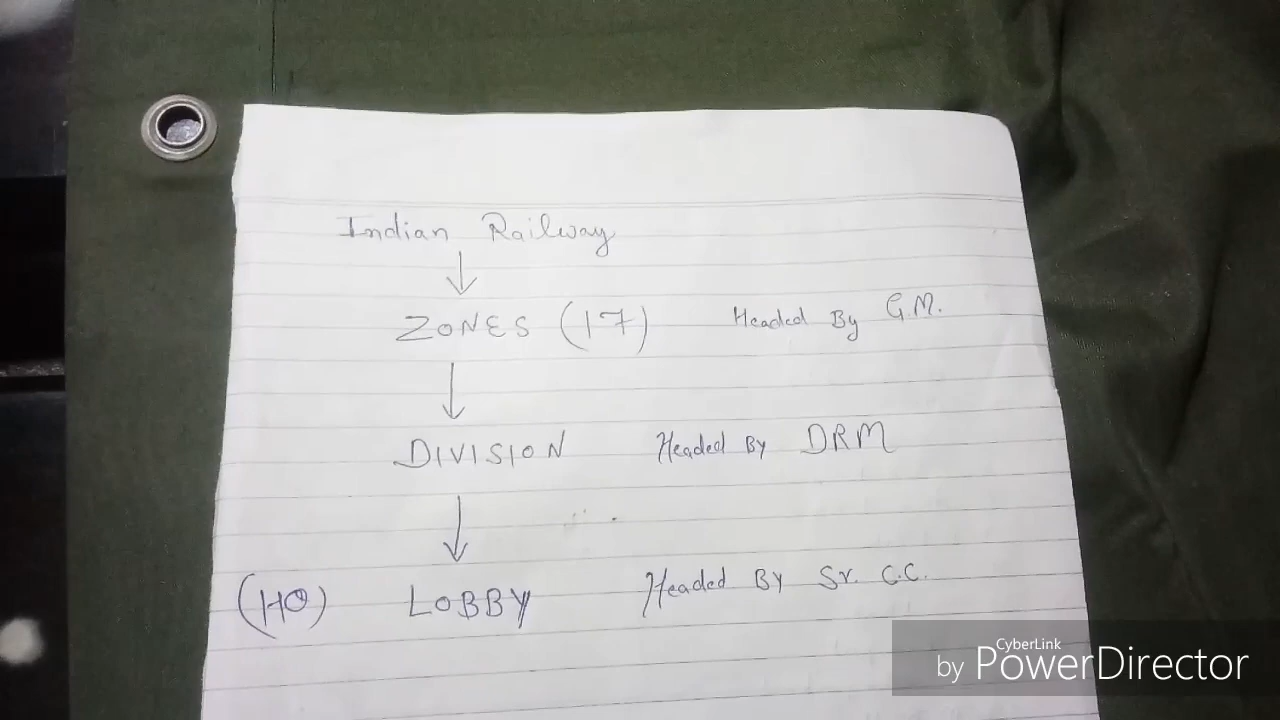 Indian Railway
ZONES (17) Headed By G.M.
DIVISION Headed By DRM
(HQ) LOBBY Headed By Sr. C.C.
CyberLink
by PowerDirector